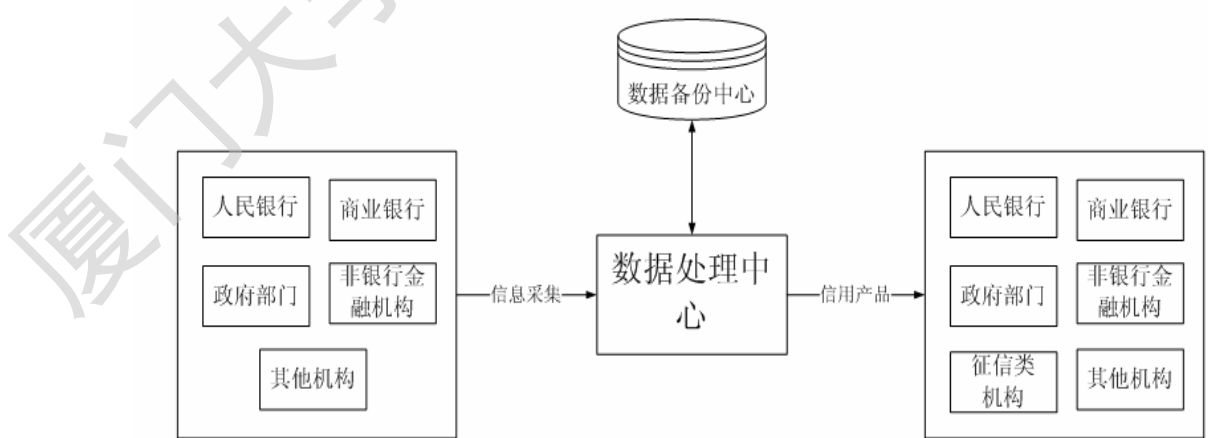 厦门大学
数据备份中心
人民银行
商业银行
政府部门
非银行金
融机构
其他机构
信息采集
数据处理中
心
信用产品
人民银行
商业银行
政府部门
非银行金
融机构
征信类
机构
其他机构